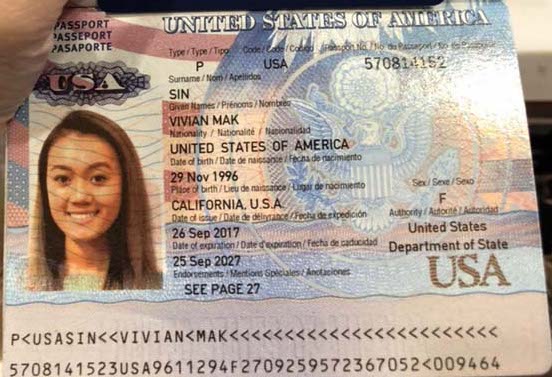 PASSPORT
PASSEPORT
PASAPORTE
UNITED STATES OF AMERICA
Type / Type / Tipo Code / Code / Codigo Passport No. / No. du Passeport / No. de Pasaporte
P USA 570814152
USA
Surname / Nom / Apellidos
SIN
Given Names / Prénoms / Nombres
VIVIAN MAK
Nationality / Nationalité / Nacionalidad
UNITED STATES OF AMERICA
Date of birth / Date de naissance / Fecha de nacimiento
29 Nov 1996
Place of birth / Lieu de naissance / Lugar de nacimiento Sex / Sexe / Sexo
CALIFORNIA, U.S.A. F
Date of issue / Date de délivrance / Fecha de expedición Authority / Autorité / Autoridad
26 Sep 2017 United States
Date of expiration / Date d'expiration / Fecha de caducidad Department of State
25 Sep 2027 USA
Endorsements / Mentions Spéciales / Anotaciones
SEE PAGE 27
P<USASIN<<VIVIAN<MAK<<<<<<<<<<<<<<<<<<<<<<<<
5708141523USA9611294F2709259572367052<009464